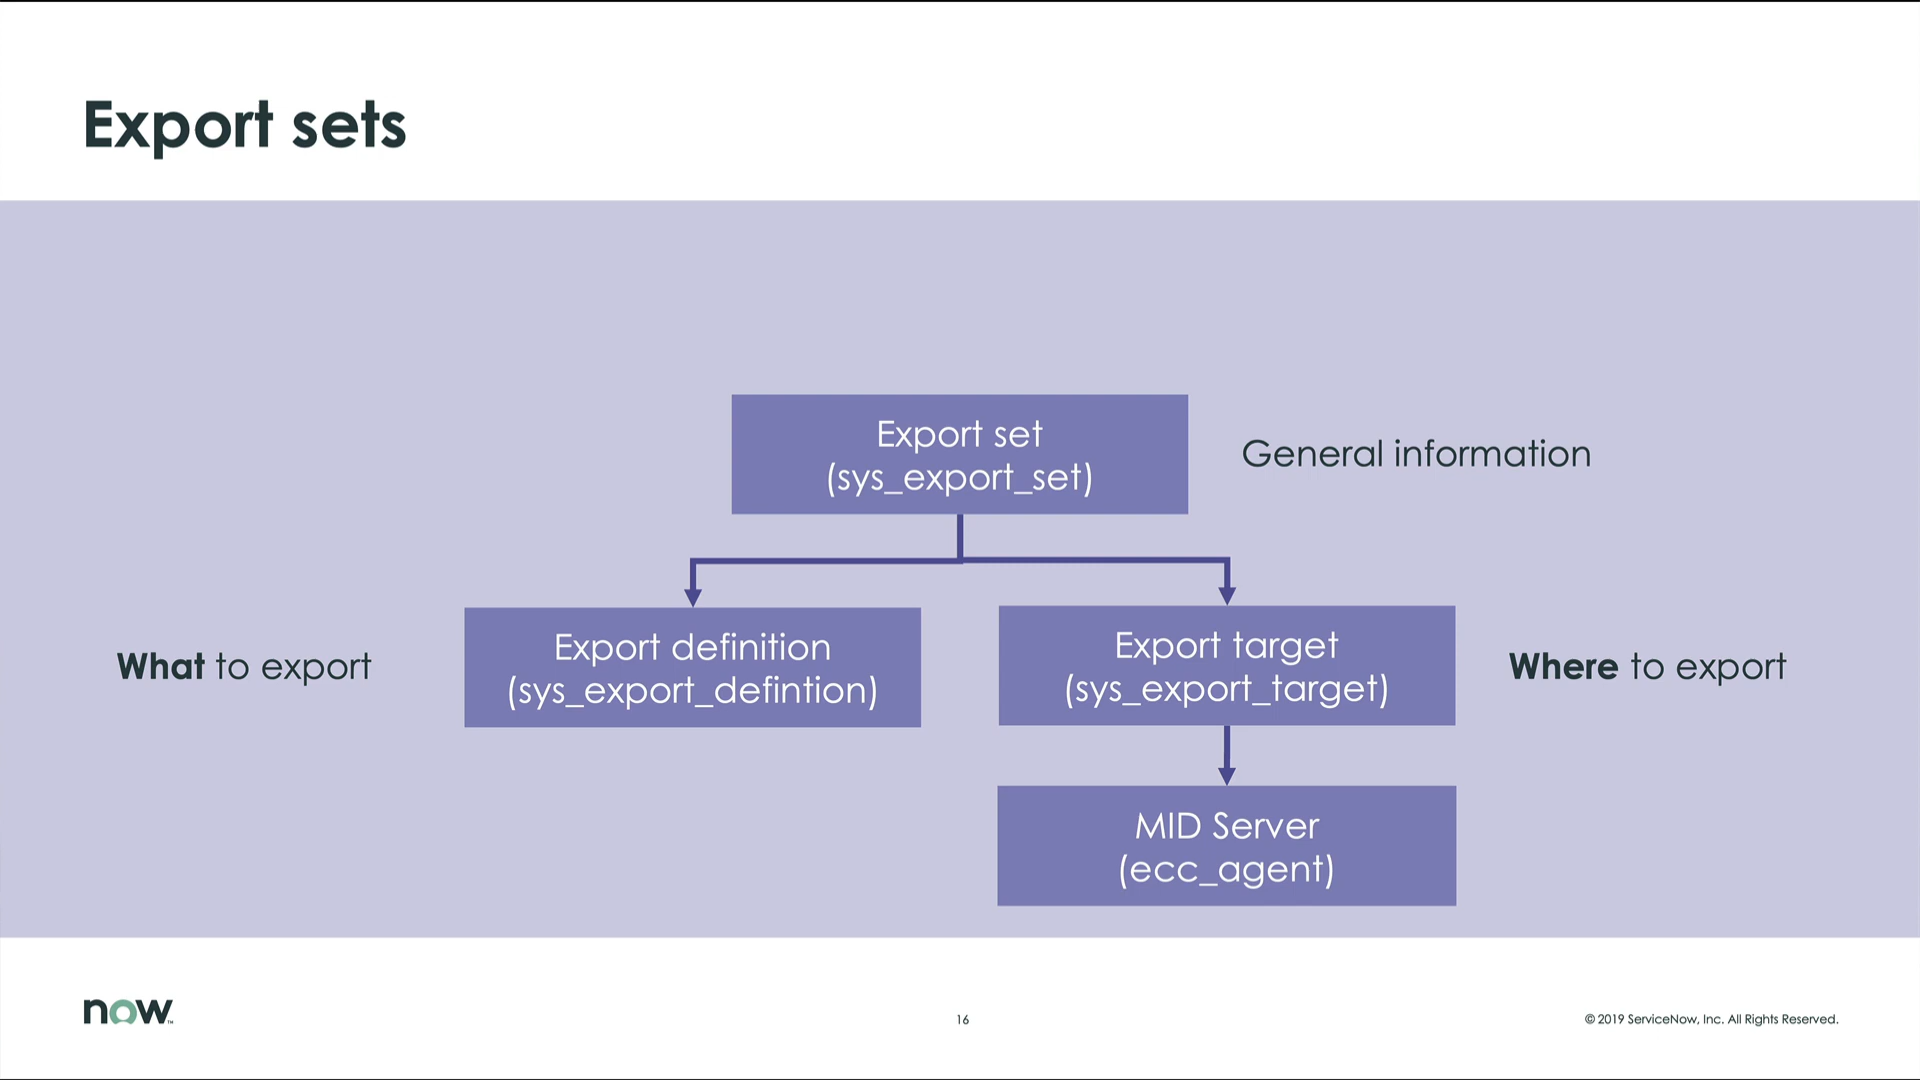 Export sets
Export set
(sys_export_set)
General information
What to export
Export definition
(sys_export_defintion)
Export target
(sys_export_target)
Where to export
MID Server
(ecc_agent)
now™
16
© 2019 ServiceNow, Inc. All Rights Reserved.